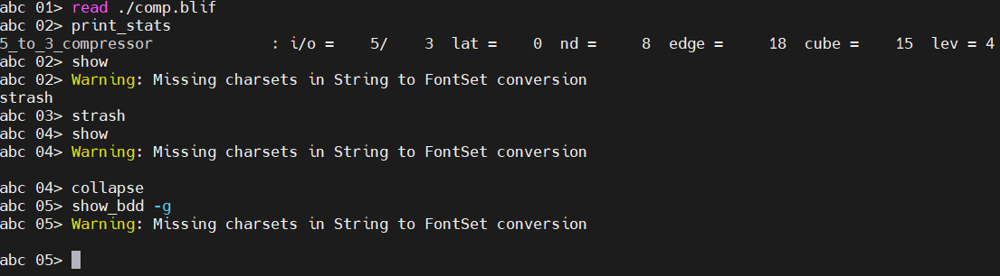 abc 01> read ./comp.blif
abc 02> print_stats
5_to_3_compressor             : i/o =    5/    3  lat =    0  nd =     8  edge =     18  cube =    15  lev = 4
abc 02> show
abc 02> Warning: Missing charsets in String to FontSet conversion
strash
abc 03> strash
abc 04> show
abc 04> Warning: Missing charsets in String to FontSet conversion
abc 04> collapse
abc 05> show_bdd -g
abc 05> Warning: Missing charsets in String to FontSet conversion
abc 05>